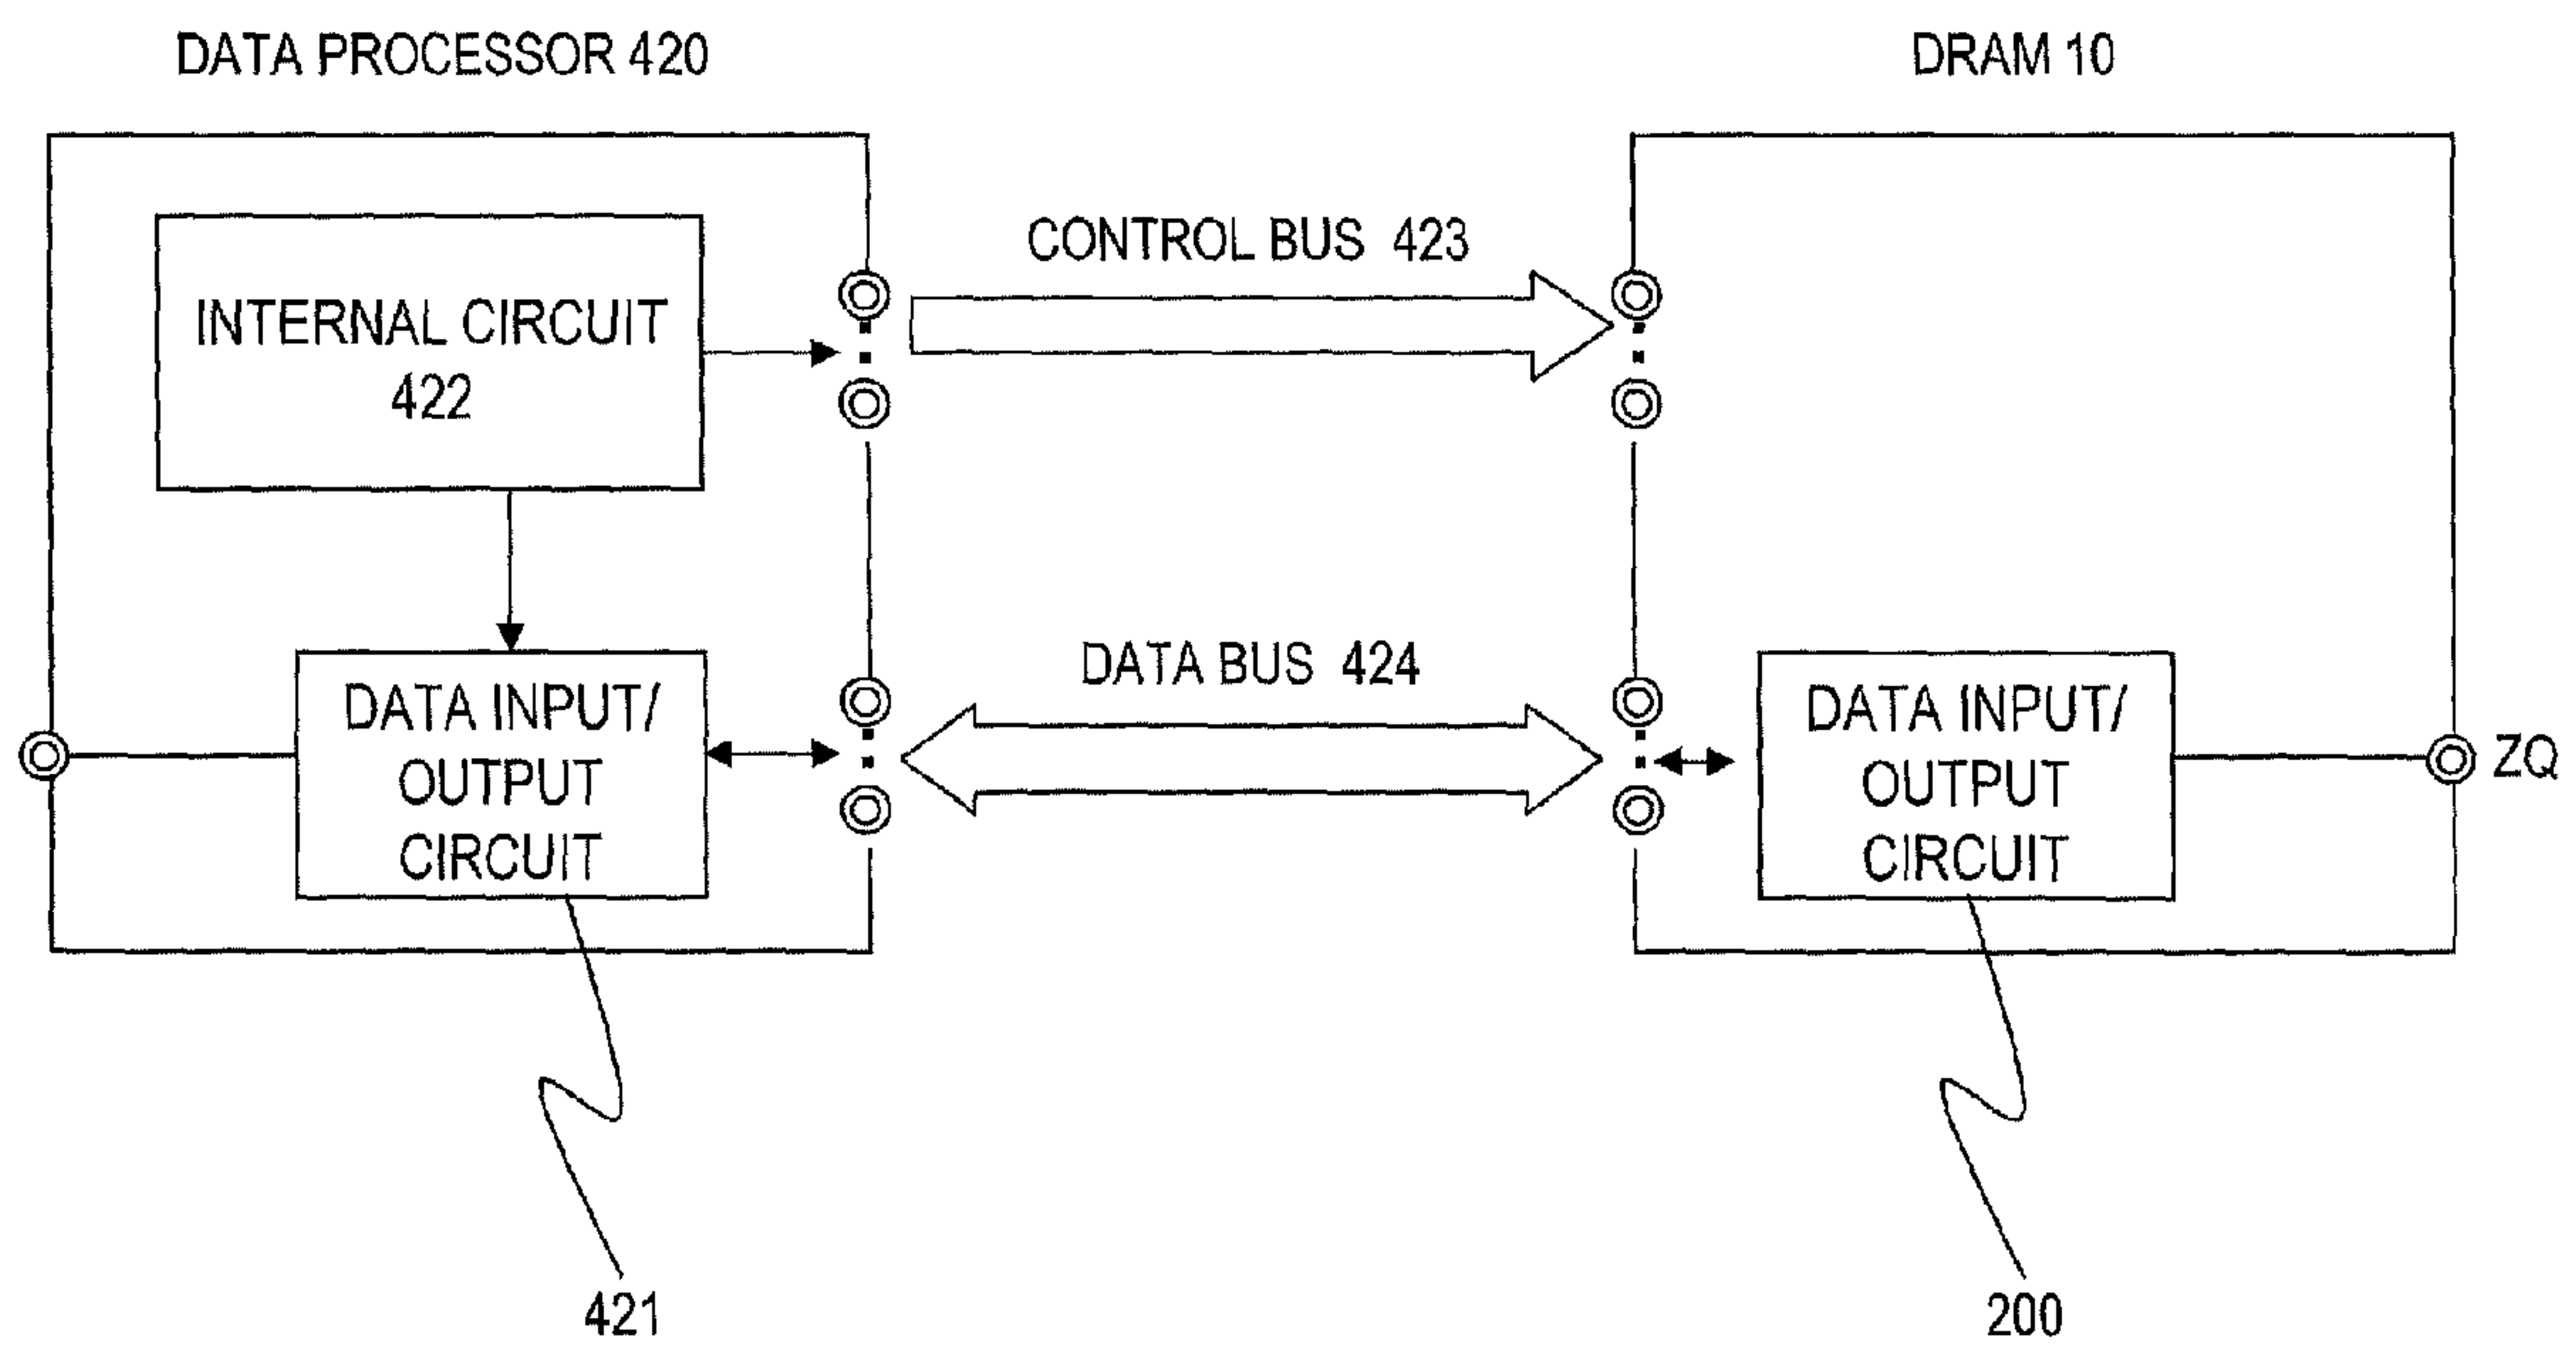 DATA PROCESSOR 420
DRAM 10
CONTROL BUS 423
INTERNAL CIRCUIT
422
DATA BUS 424
DATA INPUT/
OUTPUT
CIRCUIT
DATA INPUT/
OUTPUT
CIRCUIT
ZQ
421
200